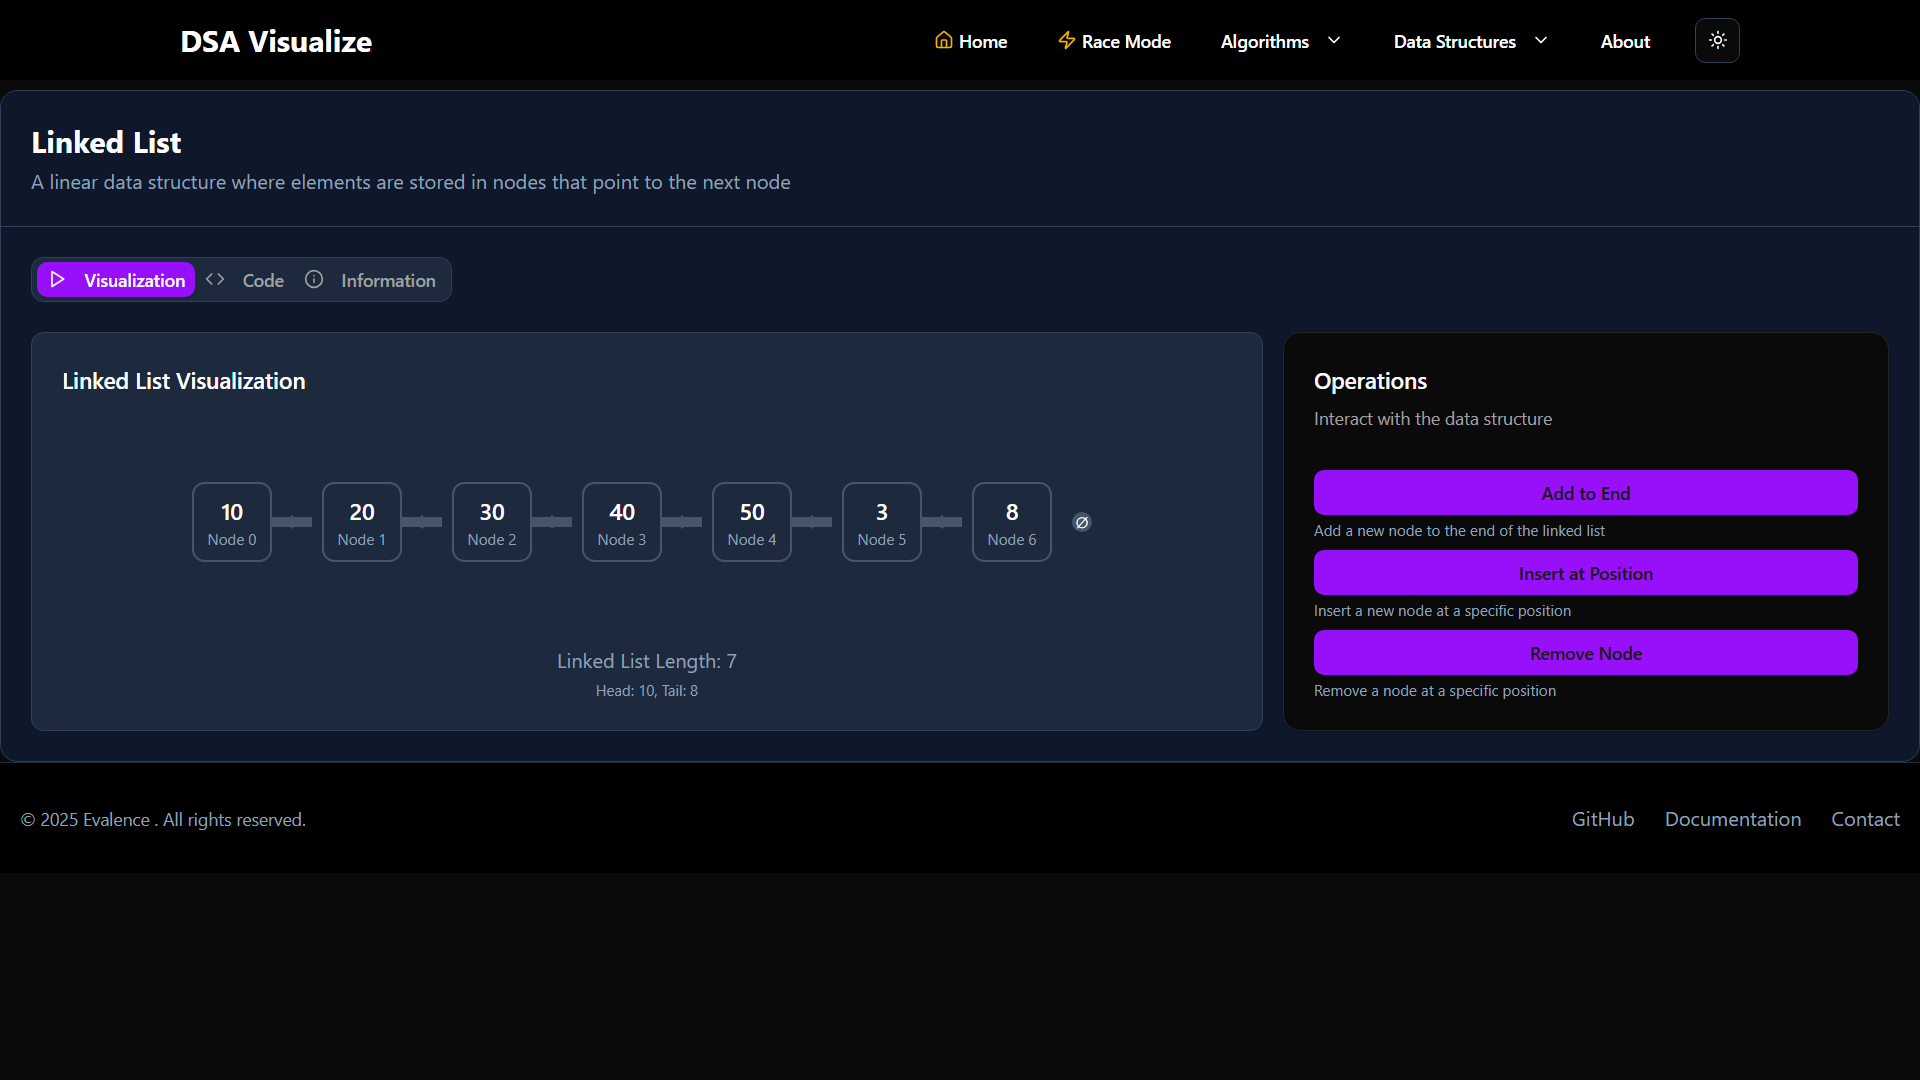 DSA Visualize
Home
Race Mode
Algorithms
Data Structures
About
Linked List
A linear data structure where elements are stored in nodes that point to the next node
Visualization
Code
Information
Linked List Visualization
10
Node 0
20
Node 1
30
Node 2
40
Node 3
50
Node 4
3
Node 5
8
Node 6
∅
Linked List Length: 7
Head: 10, Tail: 8
Operations
Interact with the data structure
Add to End
Add a new node to the end of the linked list
Insert at Position
Insert a new node at a specific position
Remove Node
Remove a node at a specific position
© 2025 Evalence . All rights reserved.
GitHub
Documentation
Contact